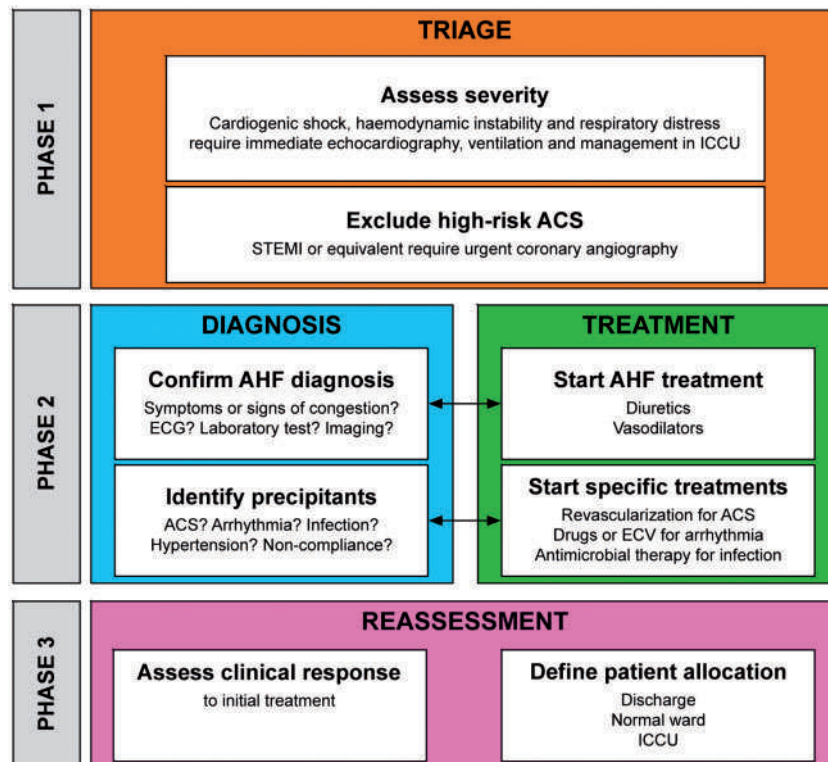 PHASE 1
TRIAGE
Assess severity
Cardiogenic shock, haemodynamic instability and respiratory distress
require immediate echocardiography, ventilation and management in ICCU
Exclude high-risk ACS
STEMI or equivalent require urgent coronary angiography
PHASE 2
DIAGNOSIS
Confirm AHF diagnosis
Symptoms or signs of congestion?
ECG? Laboratory test? Imaging?
Identify precipitants
ACS? Arrhythmia? Infection?
Hypertension? Non-compliance?
TREATMENT
Start AHF treatment
Diuretics
Vasodilators
Start specific treatments
Revascularization for ACS
Drugs or ECV for arrhythmia
Antimicrobial therapy for infection
PHASE 3
REASSESSMENT
Assess clinical response
to initial treatment
Define patient allocation
Discharge
Normal ward
ICCU